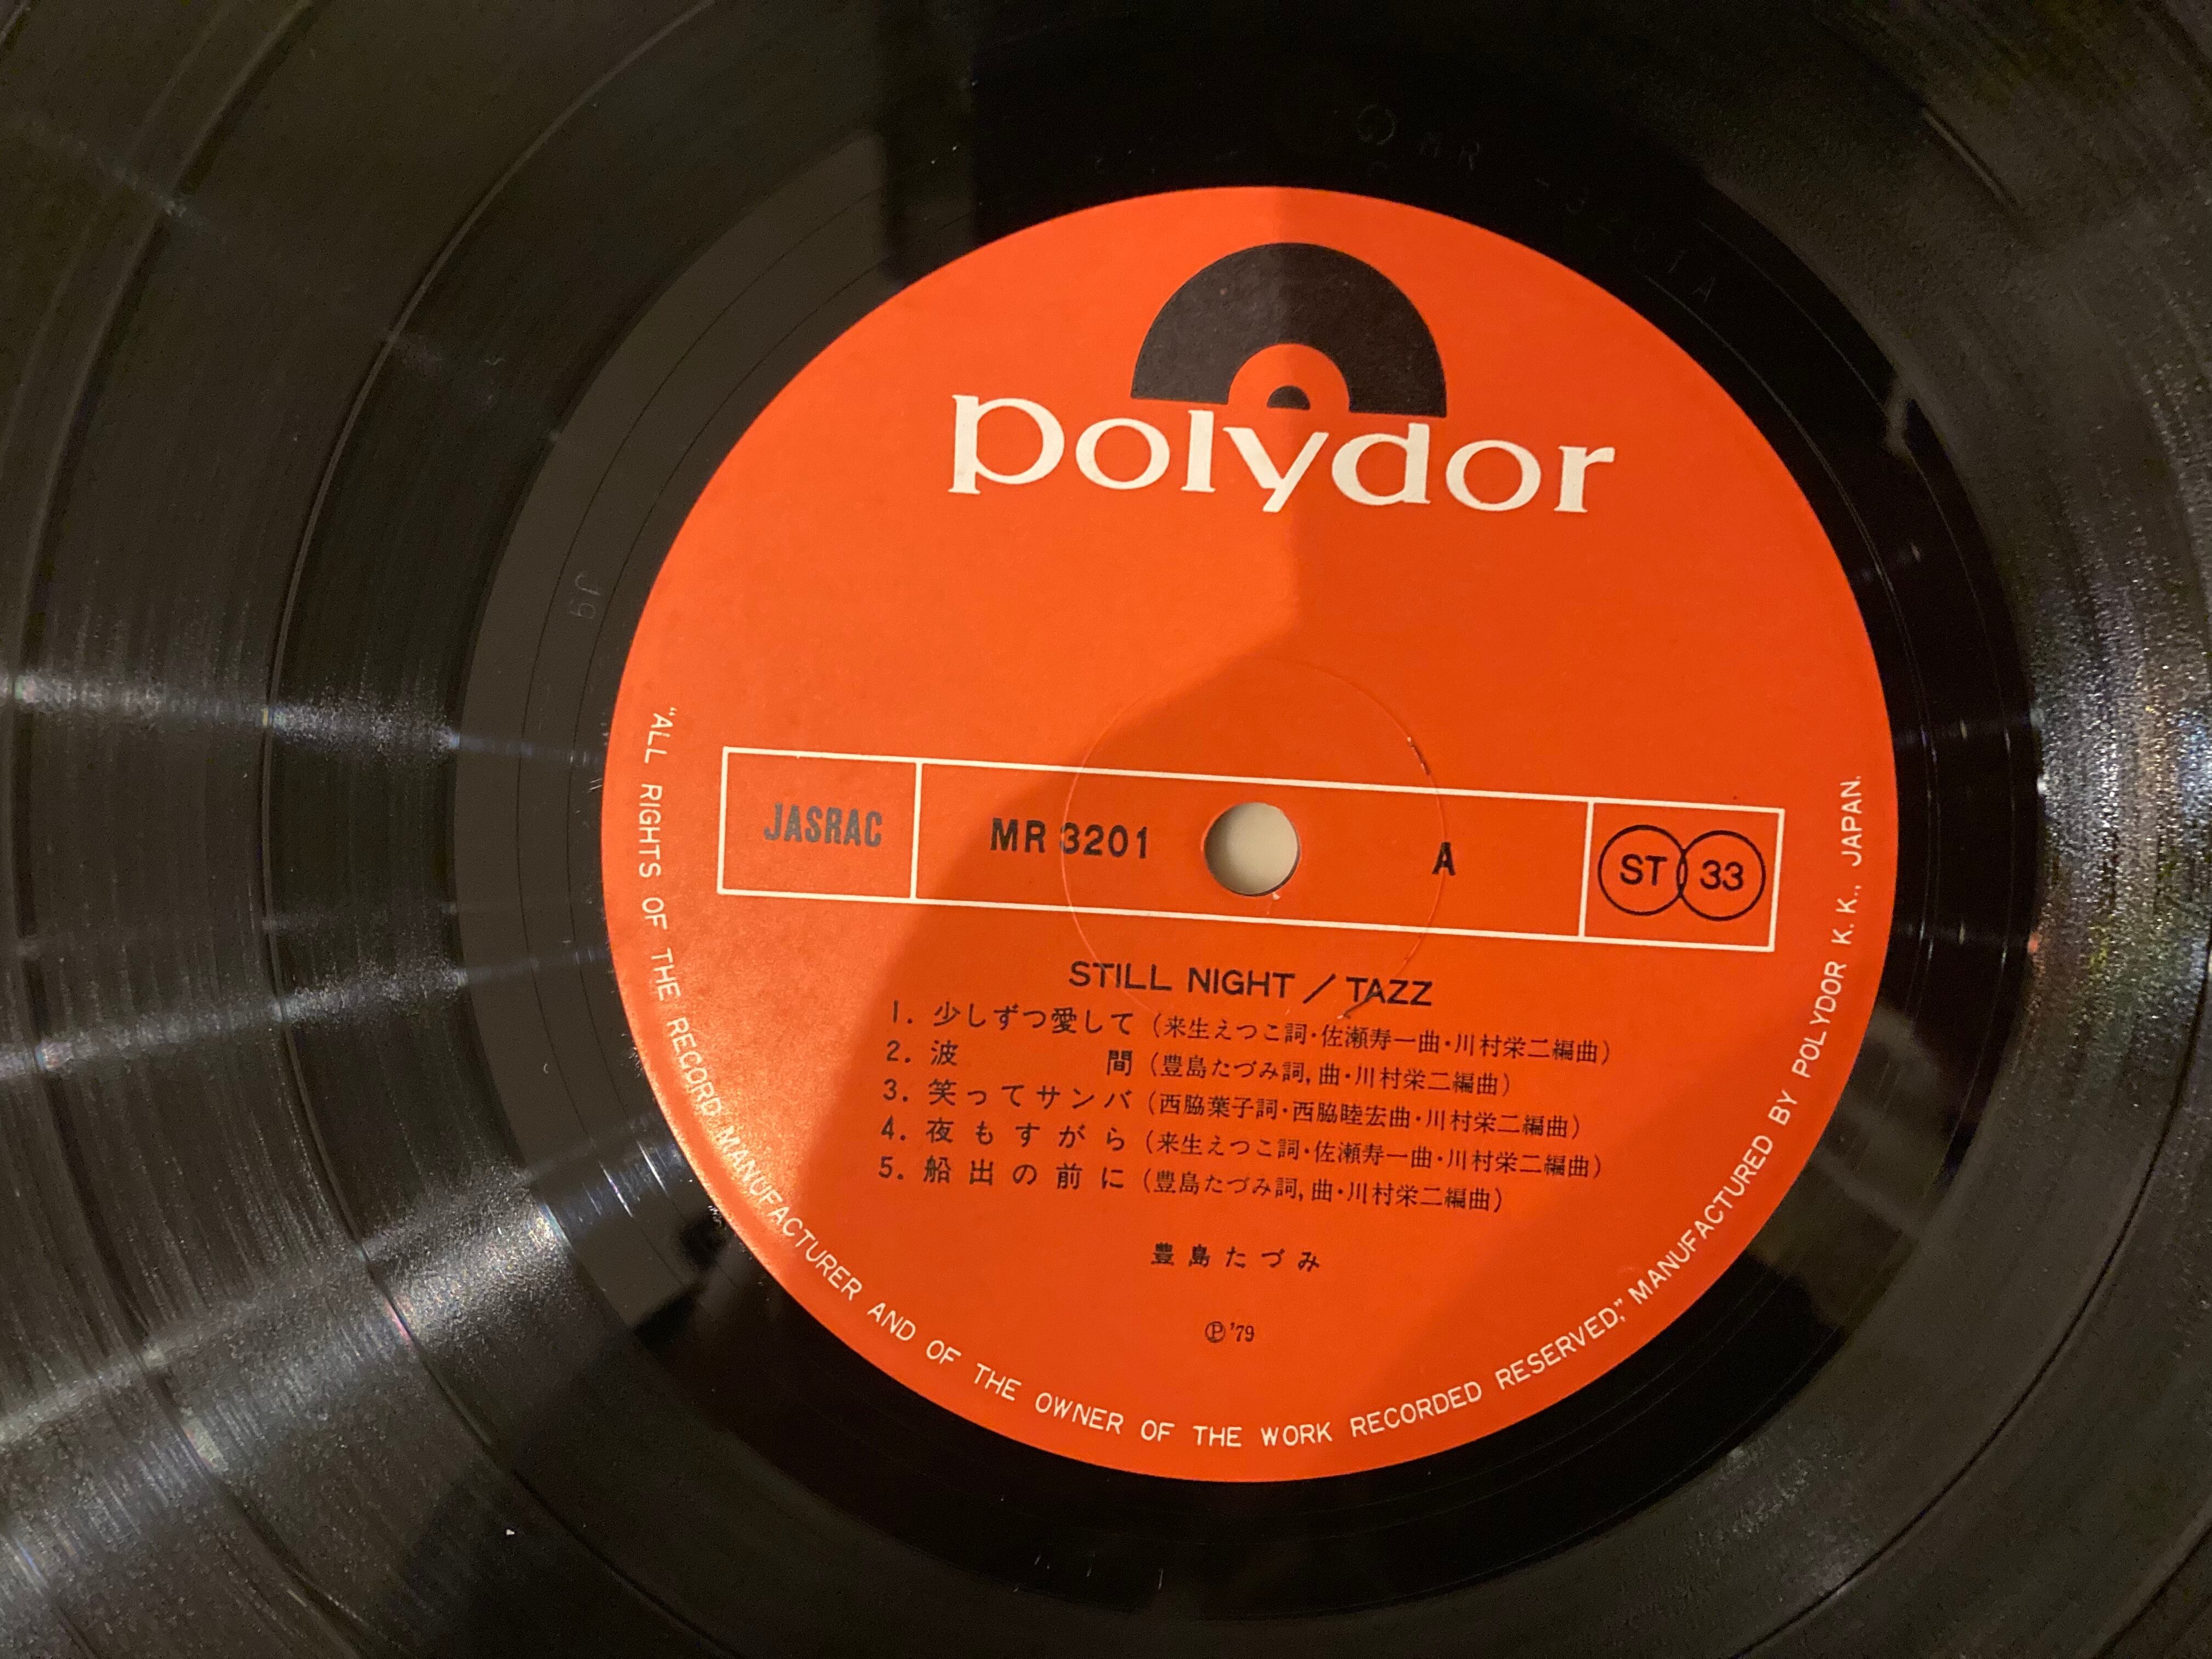 polydor
JASRAC
MR 3201
A
ST 33
STILL NIGHT / TAZZ
1. 少しずつ愛して (来生えつこ詞・佐瀬寿一曲・川村栄二編曲)
2. 波間 (豊島たづみ詞, 曲・川村栄二編曲)
3. 笑ってサンバ (西脇葉子詞・西脇睦宏曲・川村栄二編曲)
4. 夜もすがら (来生えつこ詞・佐瀬寿一曲・川村栄二編曲)
5. 船出の前に (豊島たづみ詞, 曲・川村栄二編曲)
豊島たづみ
Ⓟ'79
"ALL RIGHTS OF THE RECORD MANUFACTURER AND OF THE OWNER OF THE WORK RECORDED RESERVED," MANUFACTURED BY POLYDOR K.K., JAPAN.
J9
MR-3201A